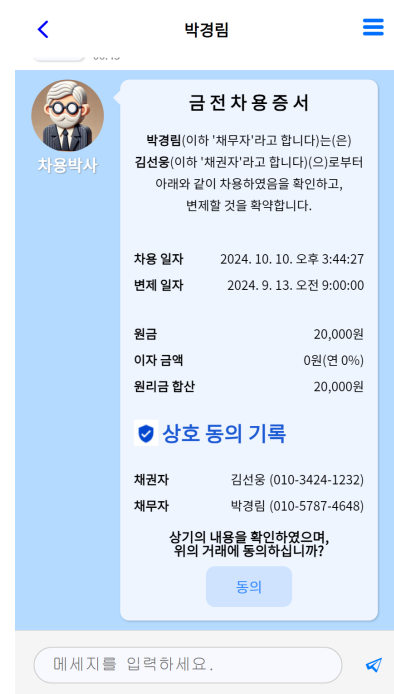 박경림
금전차용증서
차용박사
박경림(이하 '채무자'라고 합니다)는(은)
김선웅(이하 '채권자'라고 합니다)(으)로부터
아래와 같이 차용하였음을 확인하고,
변제할 것을 확약합니다.
차용 일자 2024. 10. 10. 오후 3:44:27
변제 일자 2024. 9. 13. 오전 9:00:00
원금 20,000원
이자 금액 0원(연 0%)
원리금 합산 20,000원
상호 동의 기록
채권자 김선웅 (010-3424-1232)
채무자 박경림 (010-5787-4648)
상기의 내용을 확인하였으며,
위의 거래에 동의하십니까?
동의
메세지를 입력하세요.